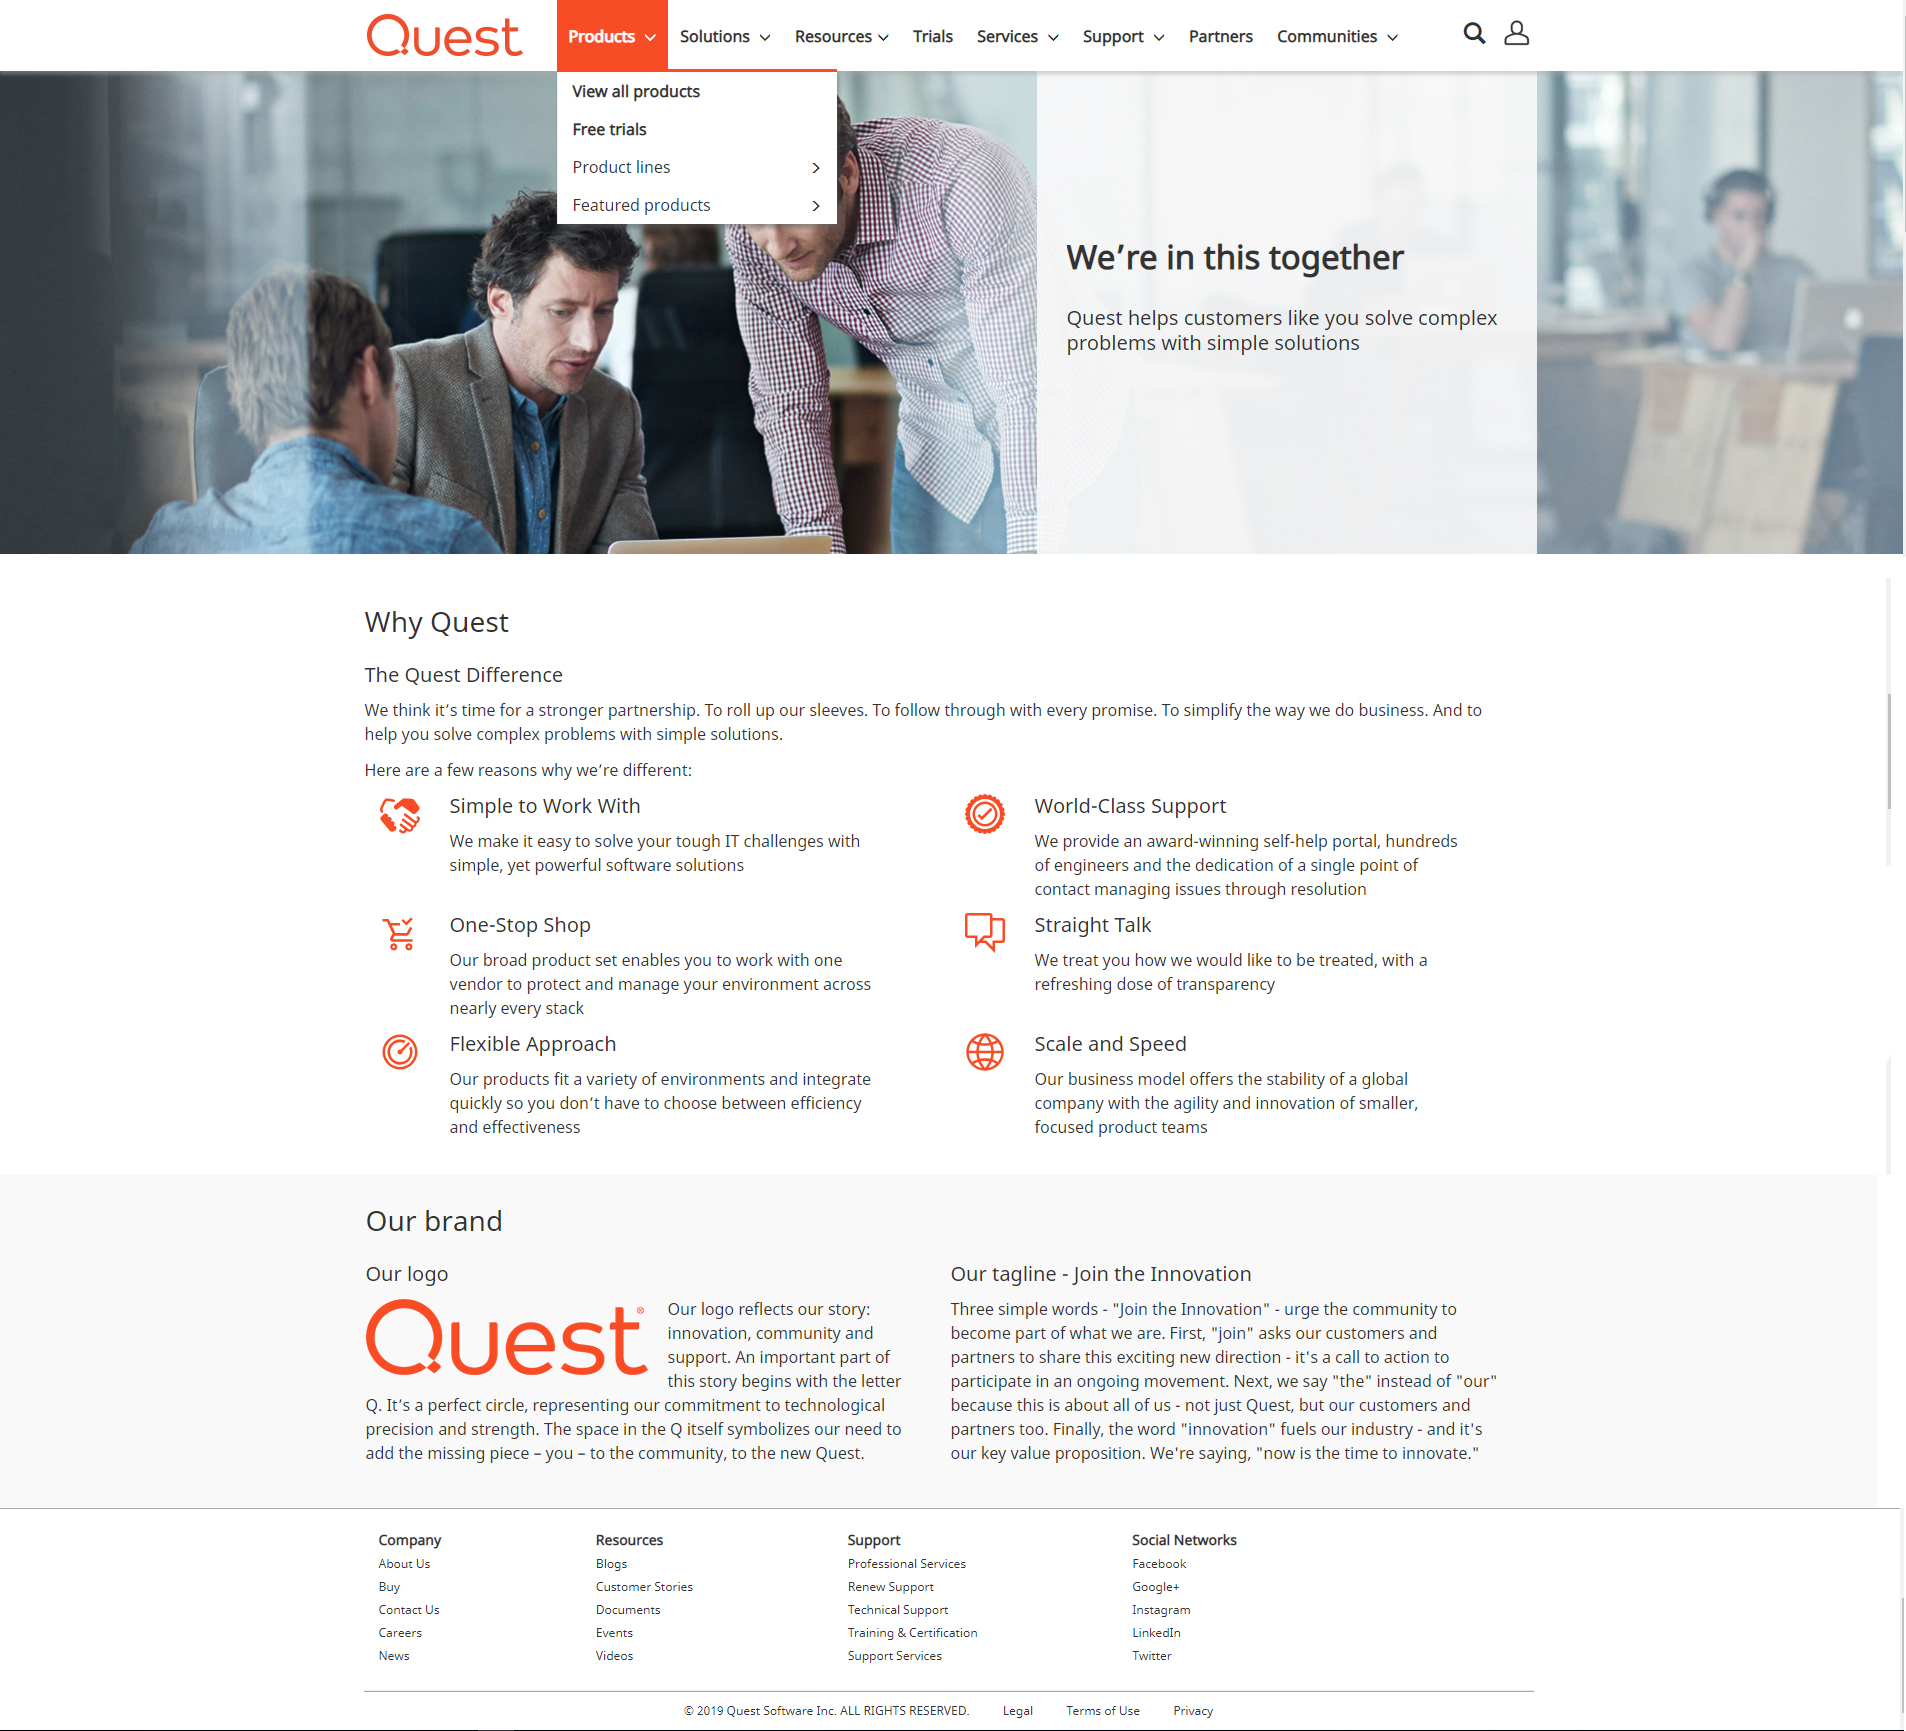 Quest
Products
Solutions
Resources
Trials
Services
Support
Partners
Communities
View all products
Free trials
Product lines
Featured products
We're in this together
Quest helps customers like you solve complex
problems with simple solutions
Why Quest
The Quest Difference
We think it's time for a stronger partnership. To roll up our sleeves. To follow through with every promise. To simplify the way we do business. And to
help you solve complex problems with simple solutions.
Here are a few reasons why we're different:
Simple to Work With
We make it easy to solve your tough IT challenges with
simple, yet powerful software solutions
World-Class Support
We provide an award-winning self-help portal, hundreds
of engineers and the dedication of a single point of
contact managing issues through resolution
One-Stop Shop
Our broad product set enables you to work with one
vendor to protect and manage your environment across
nearly every stack
Straight Talk
We treat you how we would like to be treated, with a
refreshing dose of transparency
Flexible Approach
Our products fit a variety of environments and integrate
quickly so you don't have to choose between efficiency
and effectiveness
Scale and Speed
Our business model offers the stability of a global
company with the agility and innovation of smaller,
focused product teams
Our brand
Our logo
Quest®
Our logo reflects our story:
innovation, community and
support. An important part of
this story begins with the letter
Q. It's a perfect circle, representing our commitment to technological
precision and strength. The space in the Q itself symbolizes our need to
add the missing piece – you – to the community, to the new Quest.
Our tagline - Join the Innovation
Three simple words - "Join the Innovation" - urge the community to
become part of what we are. First, "join" asks our customers and
partners to share this exciting new direction - it's a call to action to
participate in an ongoing movement. Next, we say "the" instead of "our"
because this is about all of us - not just Quest, but our customers and
partners too. Finally, the word "innovation" fuels our industry - and it's
our key value proposition. We're saying, "now is the time to innovate."
Company
About Us
Buy
Contact Us
Careers
News
Resources
Blogs
Customer Stories
Documents
Events
Videos
Support
Professional Services
Renew Support
Technical Support
Training & Certification
Support Services
Social Networks
Facebook
Google+
Instagram
LinkedIn
Twitter
© 2019 Quest Software Inc. ALL RIGHTS RESERVED.
Legal
Terms of Use
Privacy